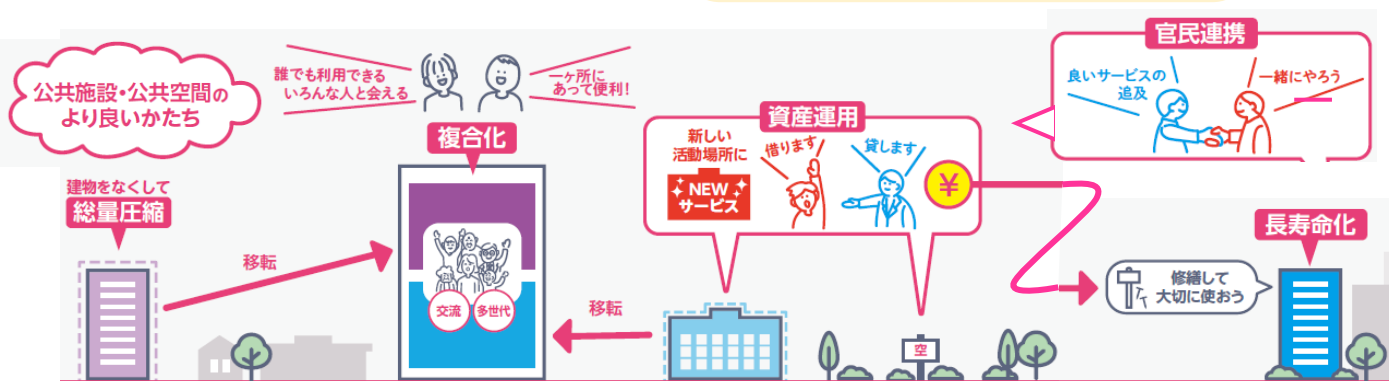 公共施設・公共空間の
より良いかたち
誰でも利用できる
いろんな人と会える
一ヶ所に
あって便利！
複合化
建物をなくして
総量圧縮
移転
交流
多世代
移転
資産運用
新しい
活動場所に
NEW
サービス
借ります
貸します
¥
空
官民連携
良いサービスの
追及
一緒にやろう
修繕して
大切に使おう
長寿命化